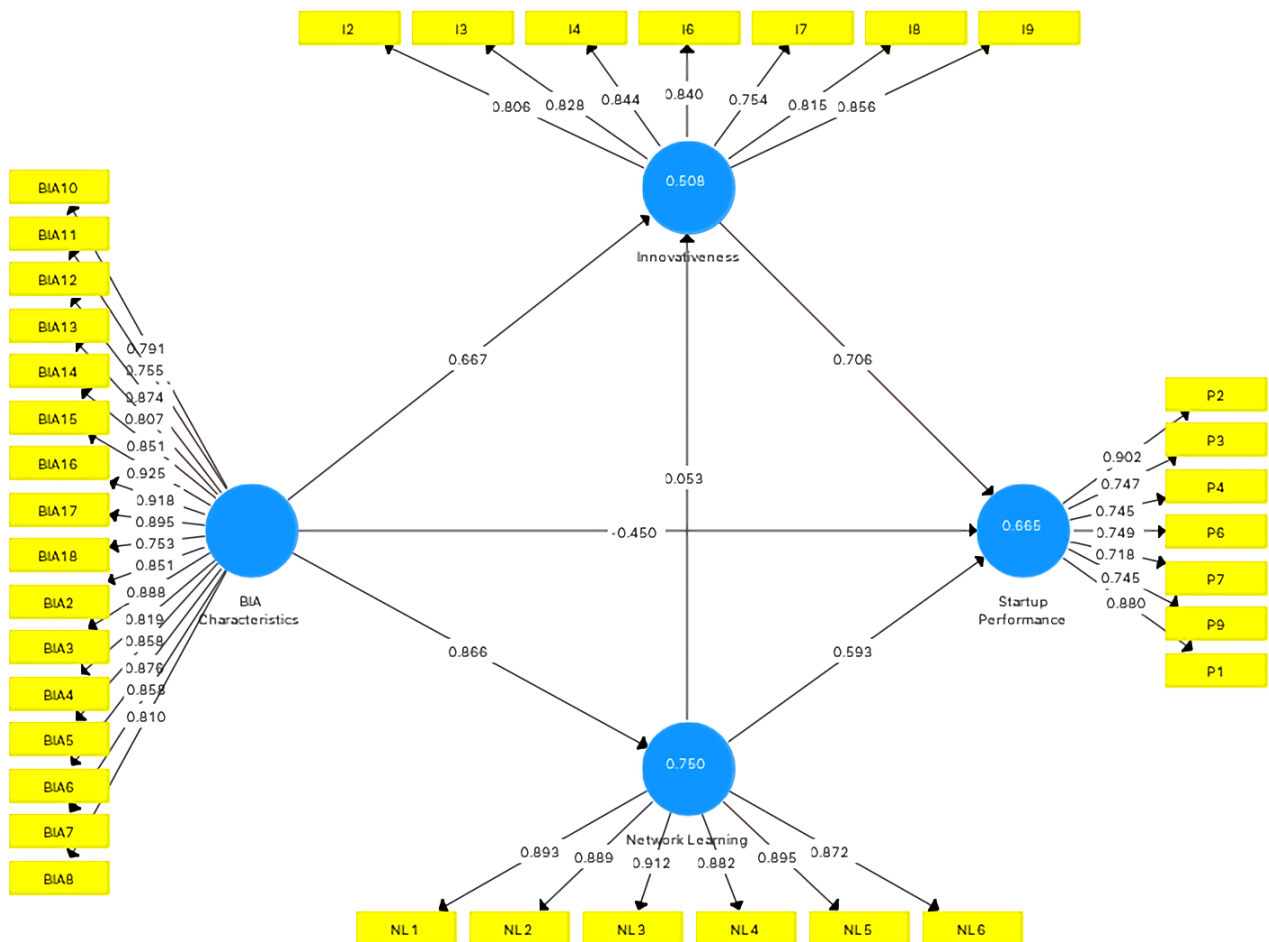 I2
I3
I4
I6
I7
I8
I9
0.806
0.828
0.844
0.840
0.754
0.815
0.856
0.508
Innovativeness
BIA10
BIA11
BIA12
BIA13
BIA14
BIA15
BIA16
BIA17
BIA18
BIA2
BIA3
BIA4
BIA5
BIA6
BIA7
BIA8
0.791
0.755
0.874
0.807
0.851
0.925
0.918
0.895
0.753
0.851
0.888
0.819
0.858
0.876
0.858
0.810
BIA
Characteristics
0.667
0.706
0.053
-0.450
0.866
0.593
0.665
Startup
Performance
0.902
0.747
0.745
0.749
0.718
0.745
0.880
P2
P3
P4
P6
P7
P9
P1
0.750
Network Learning
0.893
0.889
0.912
0.882
0.895
0.872
NL1
NL2
NL3
NL4
NL5
NL6